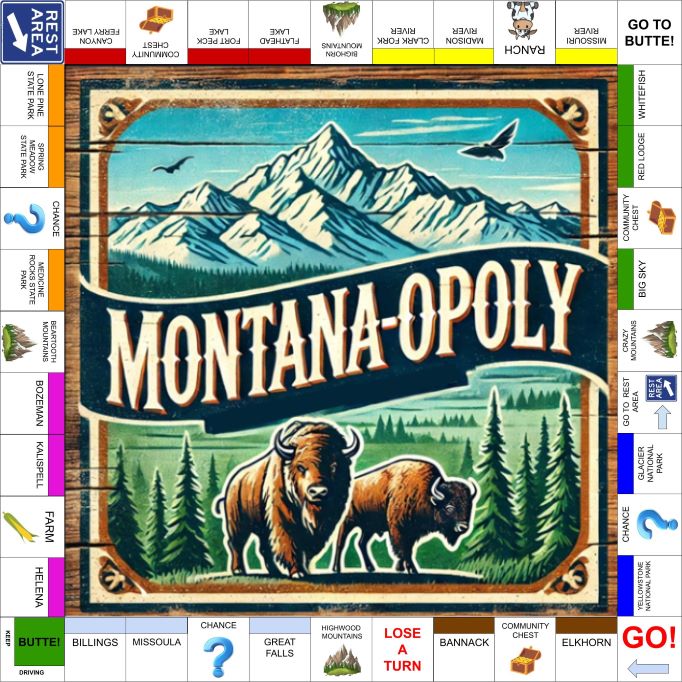 REST
AREA
CANYON
FERRY LAKE
COMMUNITY
CHEST
FORT PECK
LAKE
FLATHEAD
LAKE
BIGHORN
MOUNTAINS
CLARK FORK
RIVER
MADISON
RIVER
RANCH
MISSOURI
RIVER
GO TO
BUTTE!
LONE PINE
STATE PARK
SPRING
MEADOW
STATE PARK
CHANCE
MEDICINE
ROCKS STATE
PARK
BEARTOOTH
MOUNTAINS
BOZEMAN
KALISPELL
FARM
HELENA
MONTANA-OPOLY
WHITEFISH
RED LODGE
COMMUNITY
CHEST
BIG SKY
CRAZY
MOUNTAINS
GO TO REST
AREA
REST
AREA
GLACIER
NATIONAL
PARK
CHANCE
YELLOWSTONE
NATIONAL PARK
KEEP
BUTTE!
DRIVING
BILLINGS
MISSOULA
CHANCE
GREAT
FALLS
HIGHWOOD
MOUNTAINS
LOSE
A
TURN
BANNACK
COMMUNITY
CHEST
ELKHORN
GO!